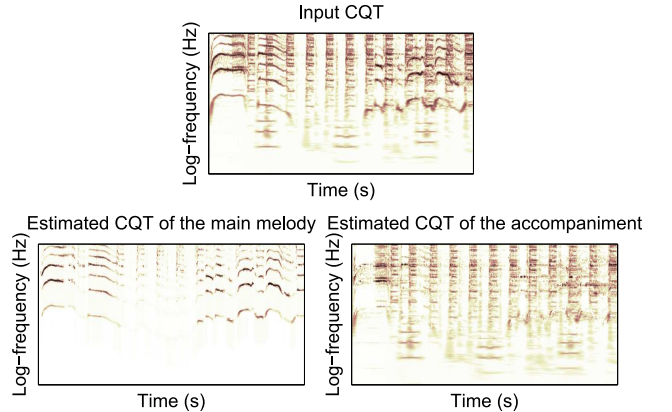 Input CQT
Log-frequency (Hz)
Time (s)
Estimated CQT of the main melody
Log-frequency (Hz)
Time (s)
Estimated CQT of the accompaniment
Log-frequency (Hz)
Time (s)